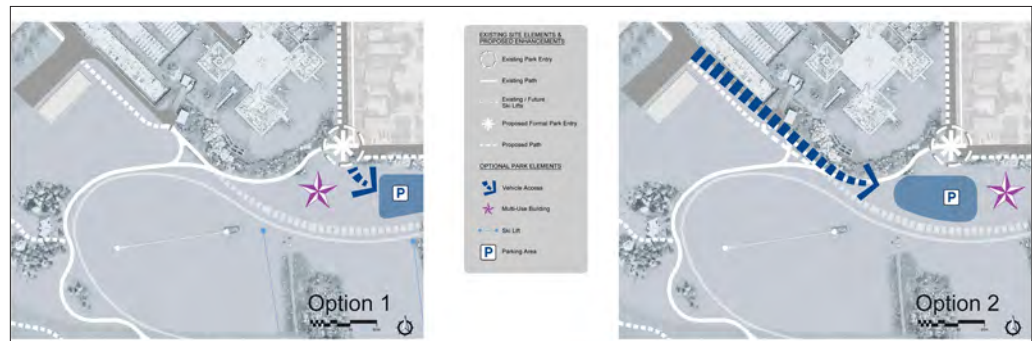 EXISTING SITE ELEMENTS &
PROPOSED ENHANCEMENTS
Existing Park Entry
Existing Path
Existing / Future
Ski Lifts
Proposed Formal Park Entry
Proposed Path
OPTIONAL PARK ELEMENTS
Vehicle Access
Multi-Use Building
Ski Lift
P
Parking Area
P
Option 1
P
Option 2